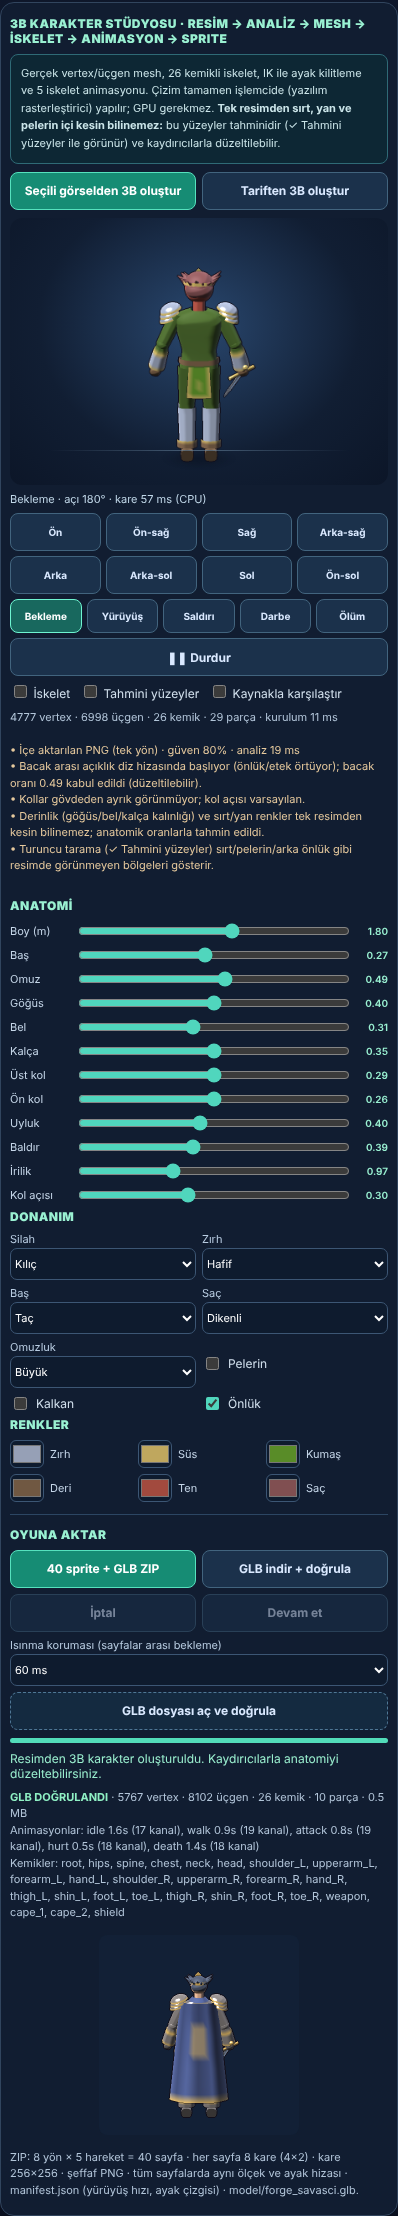 3B KARAKTER STÜDYOSU · RESİM → ANALİZ → MESH →
İSKELET → ANİMASYON → SPRITE
Gerçek vertex/üçgen mesh, 26 kemikli iskelet, IK ile ayak kilitleme
ve 5 iskelet animasyonu. Çizim tamamen işlemcide (yazılım
rasterleştirici) yapılır; GPU gerekmez. Tek resimden sırt, yan ve
pelerin içi kesin bilinemez: bu yüzeyler tahminidir (✓ Tahmini
yüzeyler ile görünür) ve kaydırıcılarla düzeltilebilir.
Seçili görselden 3B oluştur
Tariften 3B oluştur
Bekleme · açı 180° · kare 57 ms (CPU)
Ön
Ön-sağ
Sağ
Arka-sağ
Arka
Arka-sol
Sol
Ön-sol
Bekleme
Yürüyüş
Saldırı
Darbe
Ölüm
❚❚ Durdur
İskelet
Tahmini yüzeyler
Kaynakla karşılaştır
4777 vertex · 6998 üçgen · 26 kemik · 29 parça · kurulum 11 ms
• İçe aktarılan PNG (tek yön) · güven 80% · analiz 19 ms
• Bacak arası açıklık diz hizasında başlıyor (önlük/etek örtüyor); bacak
oranı 0.49 kabul edildi (düzeltilebilir).
• Kollar gövdeden ayrık görünmüyor; kol açısı varsayılan.
• Derinlik (göğüs/bel/kalça kalınlığı) ve sırt/yan renkler tek resimden
kesin bilinemez; anatomik oranlarla tahmin edildi.
• Turuncu tarama (✓ Tahmini yüzeyler) sırt/pelerin/arka önlük gibi
resimde görünmeyen bölgeleri gösterir.
ANATOMİ
Boy (m) 1.80
Baş 0.27
Omuz 0.49
Göğüs 0.40
Bel 0.31
Kalça 0.35
Üst kol 0.29
Ön kol 0.26
Uyluk 0.40
Baldır 0.39
İrilik 0.97
Kol açısı 0.30
DONANIM
Silah
Zırh
Kılıç
Hafif
Baş
Saç
Taç
Dikenli
Omuzluk
Büyük
Pelerin
Kalkan
Önlük
RENKLER
Zırh
Süs
Kumaş
Deri
Ten
Saç
OYUNA AKTAR
40 sprite + GLB ZIP
GLB indir + doğrula
İptal
Devam et
Isınma koruması (sayfalar arası bekleme)
60 ms
GLB dosyası aç ve doğrula
Resimden 3B karakter oluşturuldu. Kaydırıcılarla anatomiyi
düzeltebilirsiniz.
GLB DOĞRULANDI · 5767 vertex · 8102 üçgen · 26 kemik · 10 parça · 0.5
MB
Animasyonlar: idle 1.6s (17 kanal), walk 0.9s (19 kanal), attack 0.8s (19
kanal), hurt 0.5s (18 kanal), death 1.4s (18 kanal)
Kemikler: root, hips, spine, chest, neck, head, shoulder_L, upperarm_L,
forearm_L, hand_L, shoulder_R, upperarm_R, forearm_R, hand_R,
thigh_L, shin_L, foot_L, toe_L, thigh_R, shin_R, foot_R, toe_R, weapon,
cape_1, cape_2, shield
ZIP: 8 yön × 5 hareket = 40 sayfa · her sayfa 8 kare (4×2) · kare
256×256 · şeffaf PNG · tüm sayfalarda aynı ölçek ve ayak hizası ·
manifest.json (yürüyüş hızı, ayak çizgisi) · model/forge_savasci.glb.